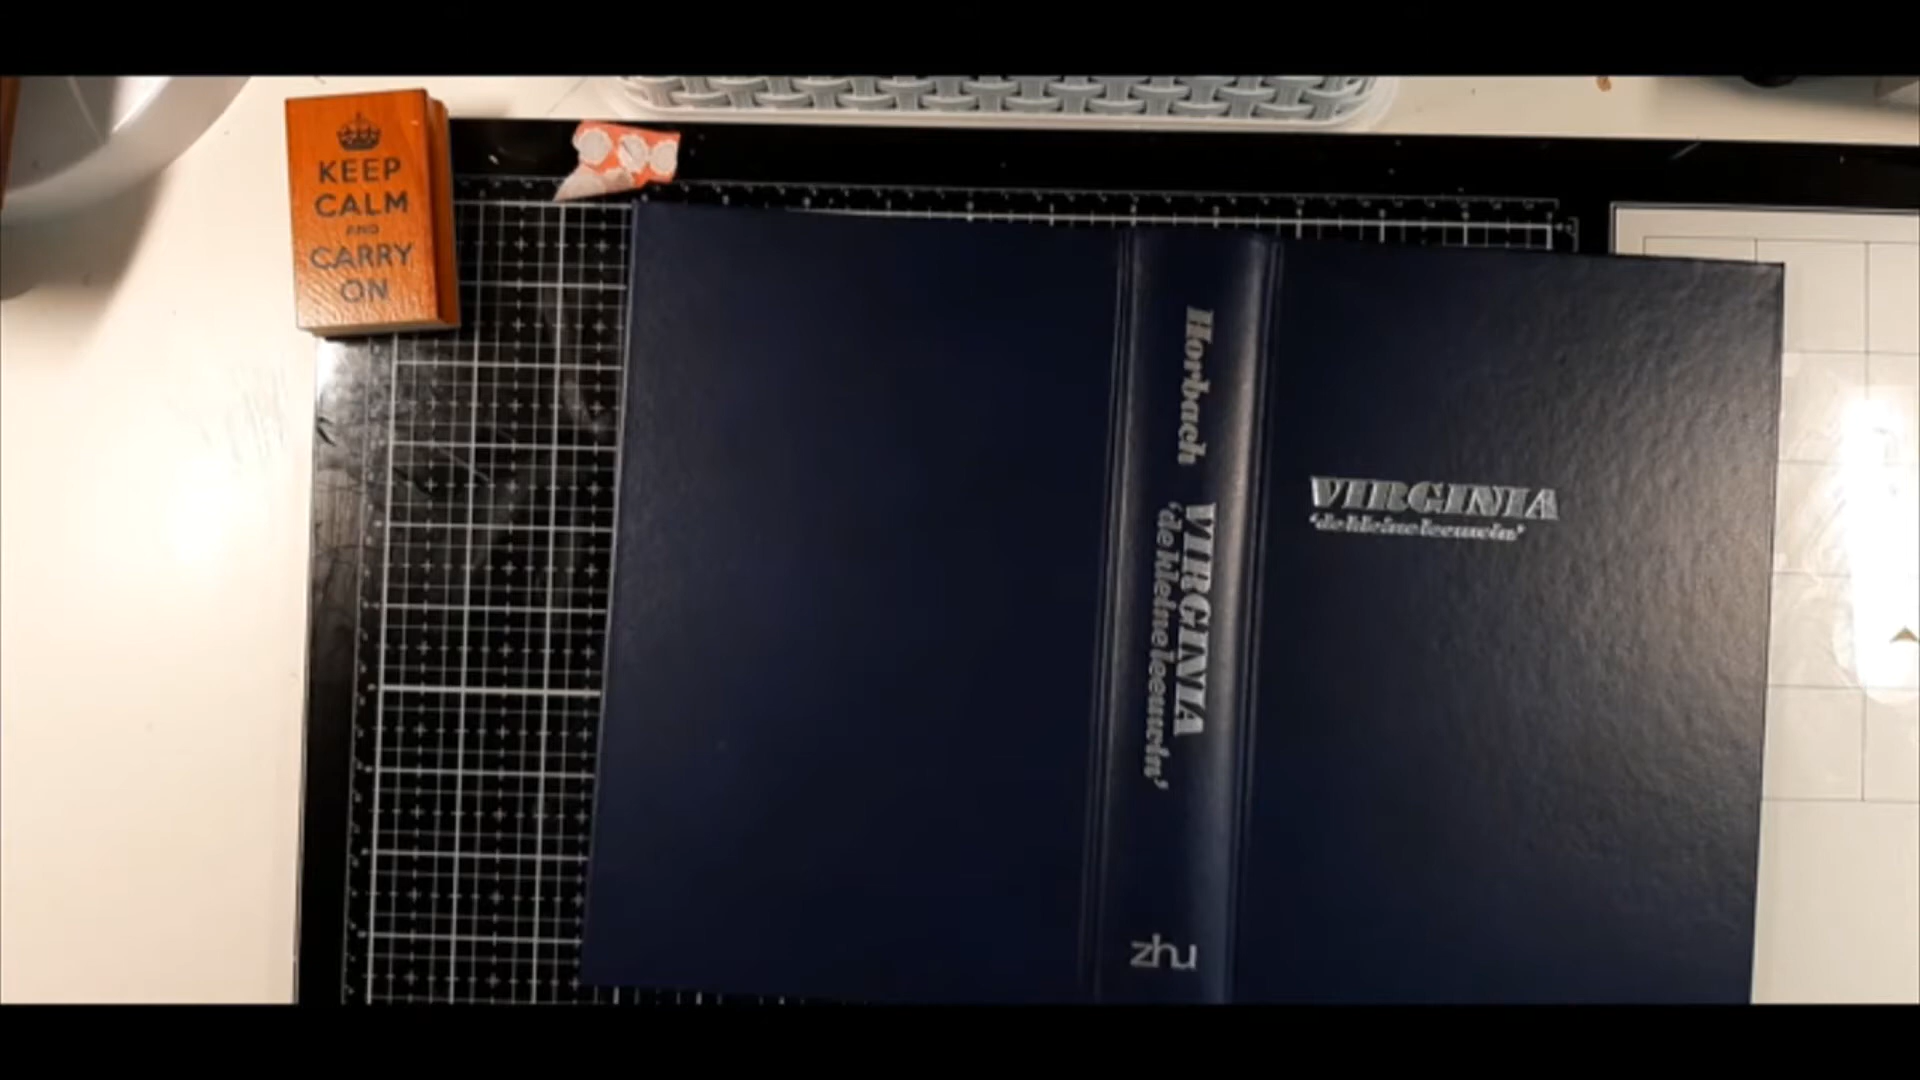 KEEP
CALM
AND
CARRY
ON
Horbach
VIRGINIA
'de kleine leeuwin'
zhu
VIRGINIA
'de kleine leeuwin'